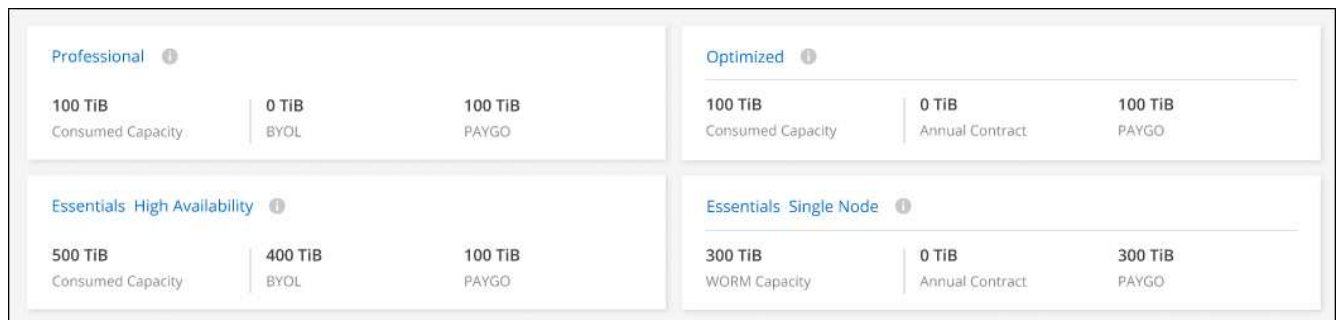 Professional
100 TiB 0 TiB 100 TiB
Consumed Capacity BYOL PAYGO
Optimized
100 TiB 0 TiB 100 TiB
Consumed Capacity Annual Contract PAYGO
Essentials High Availability
500 TiB 400 TiB 100 TiB
Consumed Capacity BYOL PAYGO
Essentials Single Node
300 TiB 0 TiB 300 TiB
WORM Capacity Annual Contract PAYGO